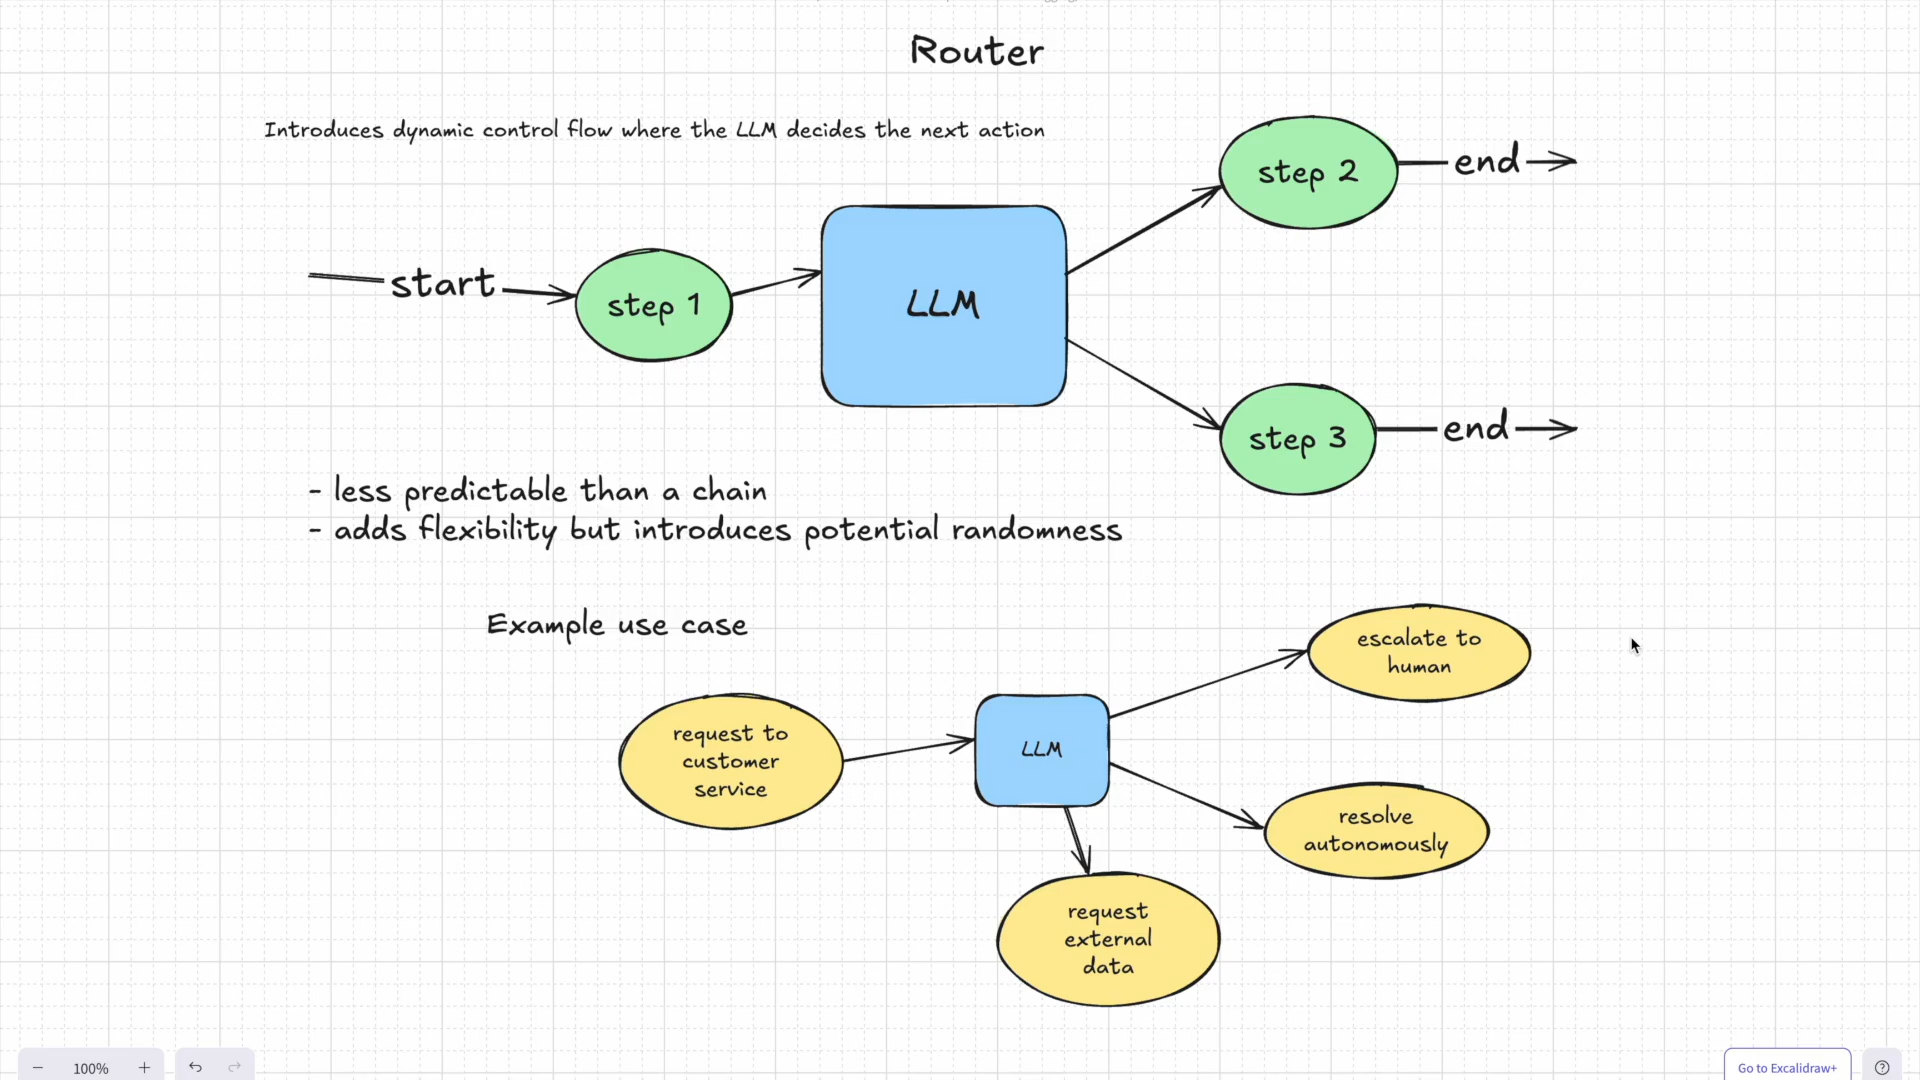 Router
Introduces dynamic control flow where the LLM decides the next action
start
step 1
LLM
step 2
end
step 3
end
- less predictable than a chain
- adds flexibility but introduces potential randomness
Example use case
request to
customer
service
LLM
escalate to
human
resolve
autonomously
request
external
data
100%
Go to Excalidraw+